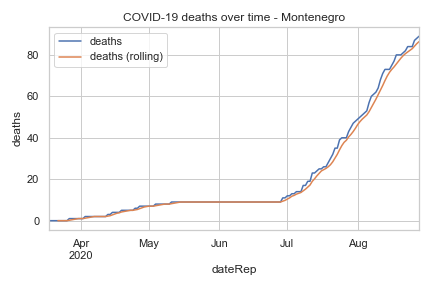 COVID-19 deaths over time - Montenegro
deaths
deaths (rolling)
80
60
40
20
0
deaths
Apr
2020
May
Jun
Jul
Aug
dateRep